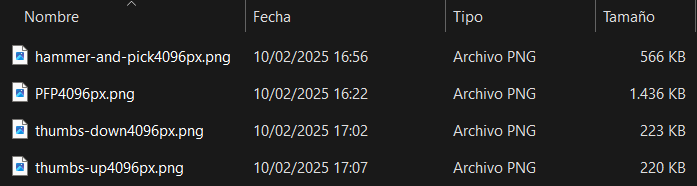 Nombre Fecha Tipo Tamaño
hammer-and-pick4096px.png 10/02/2025 16:56 Archivo PNG 566 KB
PFP4096px.png 10/02/2025 16:22 Archivo PNG 1.436 KB
thumbs-down4096px.png 10/02/2025 17:02 Archivo PNG 223 KB
thumbs-up4096px.png 10/02/2025 17:07 Archivo PNG 220 KB